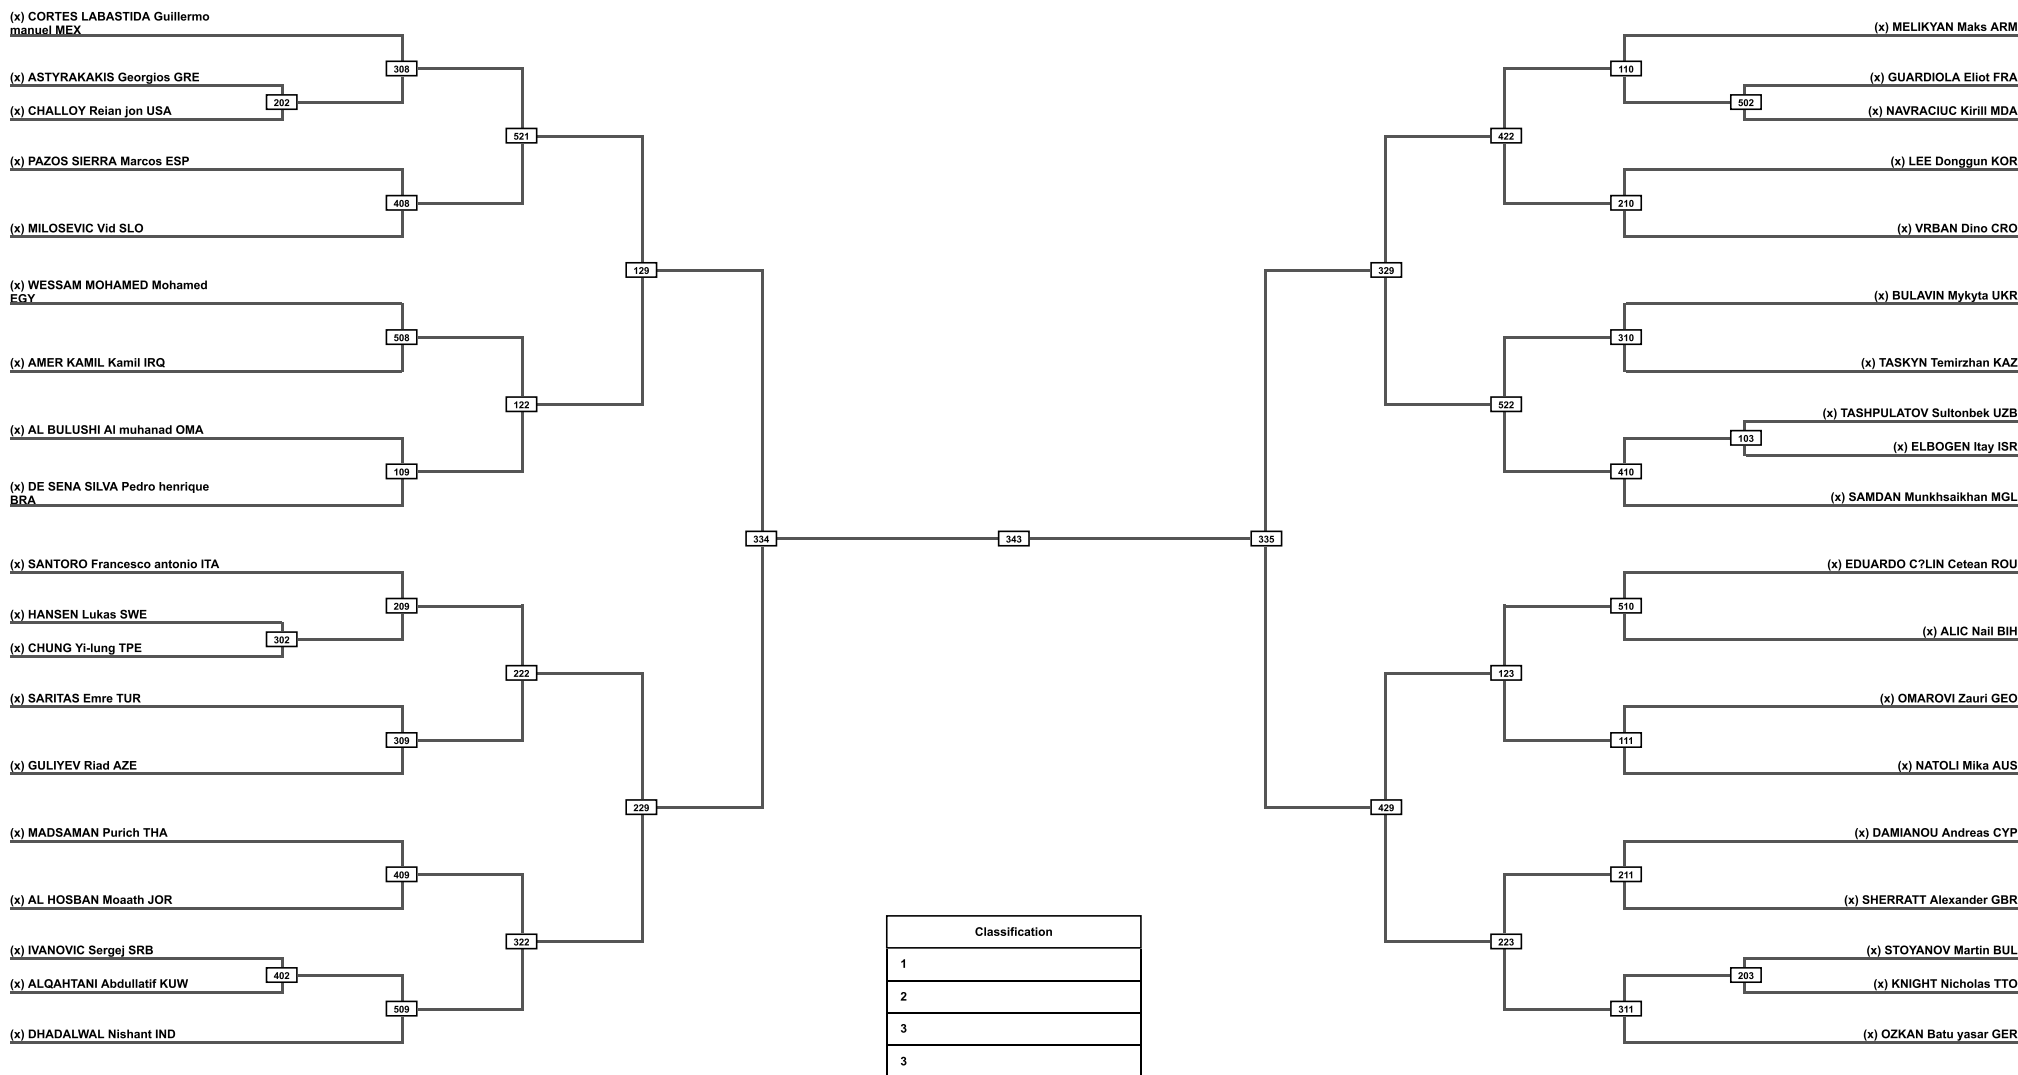 (x) CORTES LABASTIDA Guillermo
manuel MEX
308
(x) ASTYRAKAKIS Georgios GRE
202
(x) CHALLOY Reian jon USA
521
(x) PAZOS SIERRA Marcos ESP
408
(x) MILOSEVIC Vid SLO
129
(x) WESSAM MOHAMED Mohamed
EGY
508
(x) AMER KAMIL Kamil IRQ
122
(x) AL BULUSHI Al muhanad OMA
109
(x) DE SENA SILVA Pedro henrique
BRA
334
(x) SANTORO Francesco antonio ITA
209
(x) HANSEN Lukas SWE
302
(x) CHUNG Yi-lung TPE
222
(x) SARITAS Emre TUR
309
(x) GULIYEV Riad AZE
229
(x) MADSAMAN Purich THA
409
(x) AL HOSBAN Moaath JOR
322
(x) IVANOVIC Sergej SRB
402
(x) ALQAHTANI Abdullatif KUW
509
(x) DHADALWAL Nishant IND
343
(x) MELIKYAN Maks ARM
110
(x) GUARDIOLA Eliot FRA
502
(x) NAVRACIUC Kirill MDA
422
(x) LEE Donggun KOR
210
(x) VRBAN Dino CRO
329
(x) BULAVIN Mykyta UKR
310
(x) TASKYN Temirzhan KAZ
522
(x) TASHPULATOV Sultonbek UZB
103
(x) ELBOGEN Itay ISR
410
(x) SAMDAN Munkhsaikhan MGL
335
(x) EDUARDO C?LIN Cetean ROU
510
(x) ALIC Nail BIH
123
(x) OMAROVI Zauri GEO
111
(x) NATOLI Mika AUS
429
(x) DAMIANOU Andreas CYP
211
(x) SHERRATT Alexander GBR
223
(x) STOYANOV Martin BUL
203
(x) KNIGHT Nicholas TTO
311
(x) OZKAN Batu yasar GER
Classification
1
2
3
3